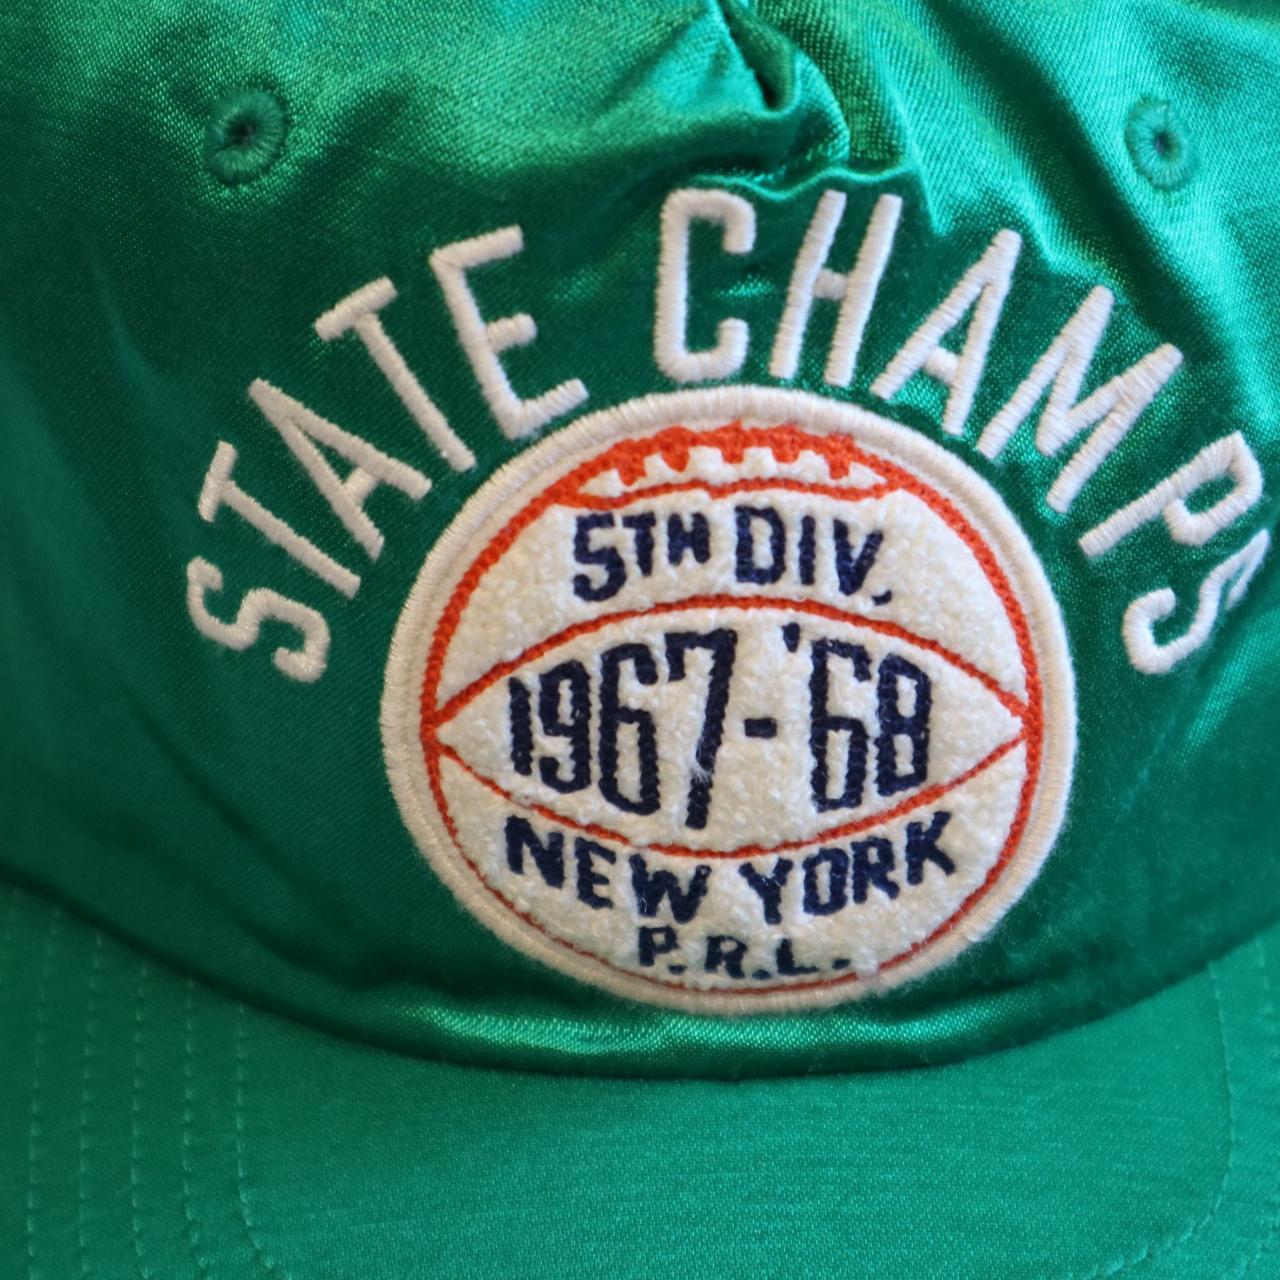 STATE CHAMPS
5TH DIV.
1967-'68
NEW YORK
P.R.L.